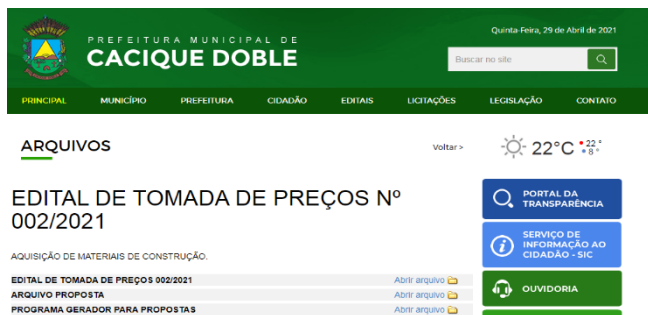 PREFEITURA MUNICIPAL DE
CACIQUE DOBLE
Quinta-Feira, 29 de Abril de 2021
Buscar no site
PRINCIPAL MUNICÍPIO PREFEITURA CIDADÃO EDITAIS LICITAÇÕES LEGISLAÇÃO CONTATO
ARQUIVOS
Voltar >
22°C 22° 8°
EDITAL DE TOMADA DE PREÇOS Nº
002/2021
AQUISIÇÃO DE MATERIAIS DE CONSTRUÇÃO.
EDITAL DE TOMADA DE PREÇOS 002/2021 Abrir arquivo
ARQUIVO PROPOSTA Abrir arquivo
PROGRAMA GERADOR PARA PROPOSTAS Abrir arquivo
PORTAL DA
TRANSPARÊNCIA
SERVIÇO DE
INFORMAÇÃO AO
CIDADÃO - SIC
OUVIDORIA